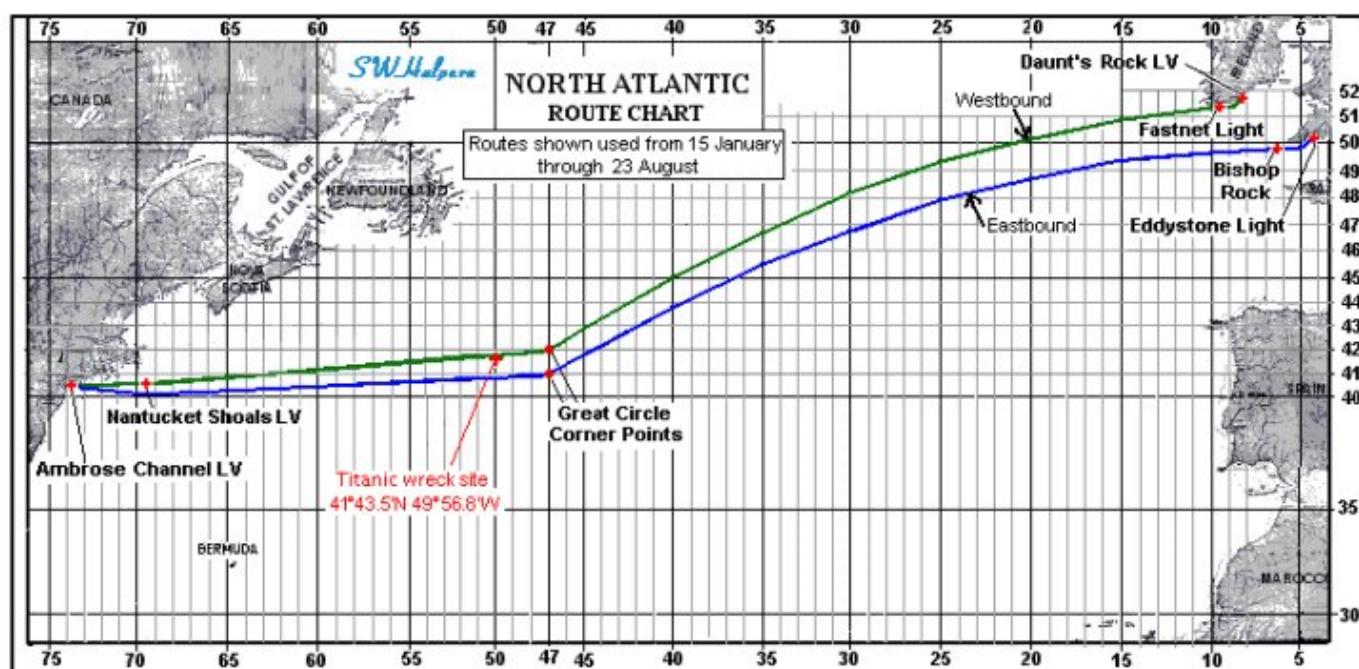 75 70 65 60 55 50 47 45 40 35 30 25 20 15 10 5
SWHalpern
NORTH ATLANTIC
ROUTE CHART
Routes shown used from 15 January
through 23 August
CANADA
GULF OF
ST. LAWRENCE
NEWFOUNDLAND
NOVA
SCOTIA
Westbound
Eastbound
IRELAND
Daunt's Rock LV
Fastnet Light
Bishop
Rock
Eddystone Light
52
51
50
49
48
47
46
45
44
43
42
41
40
35
30
Nantucket Shoals LV
Ambrose Channel LV
Great Circle
Corner Points
Titanic wreck site
41°43.5'N 49°56.8'W
BERMUDA
SPAIN
MAROCCO
75 70 65 60 55 50 47 45 40 35 30 25 20 15 10 5